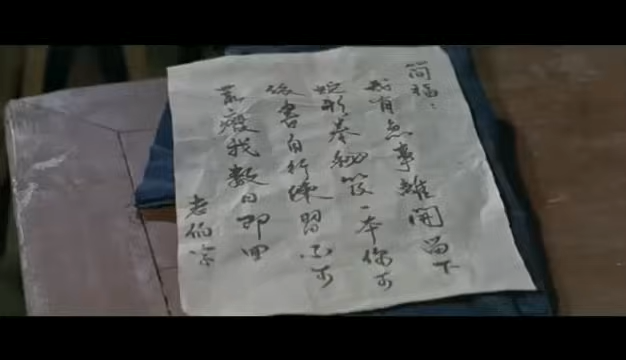 简福：
我有急事離開留下
蛇形拳秘笈一本你可
依書自行練習不可
荒廢我數日即回
老伯字